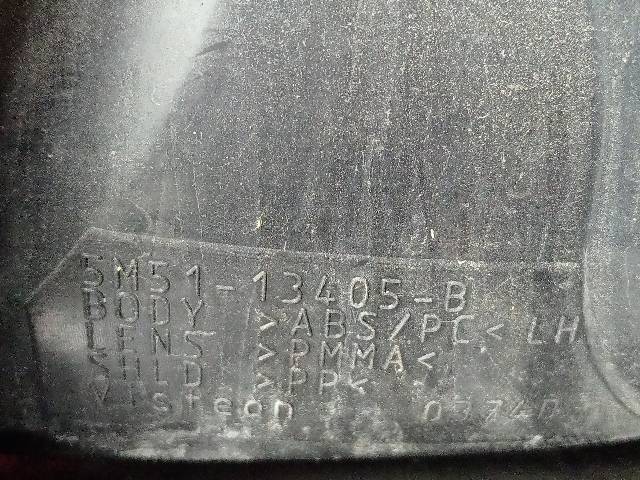 5M51-13405-B
BODY >ABS/PC< LH
LENS >PMMA<
SHLD >PP<
Visteon